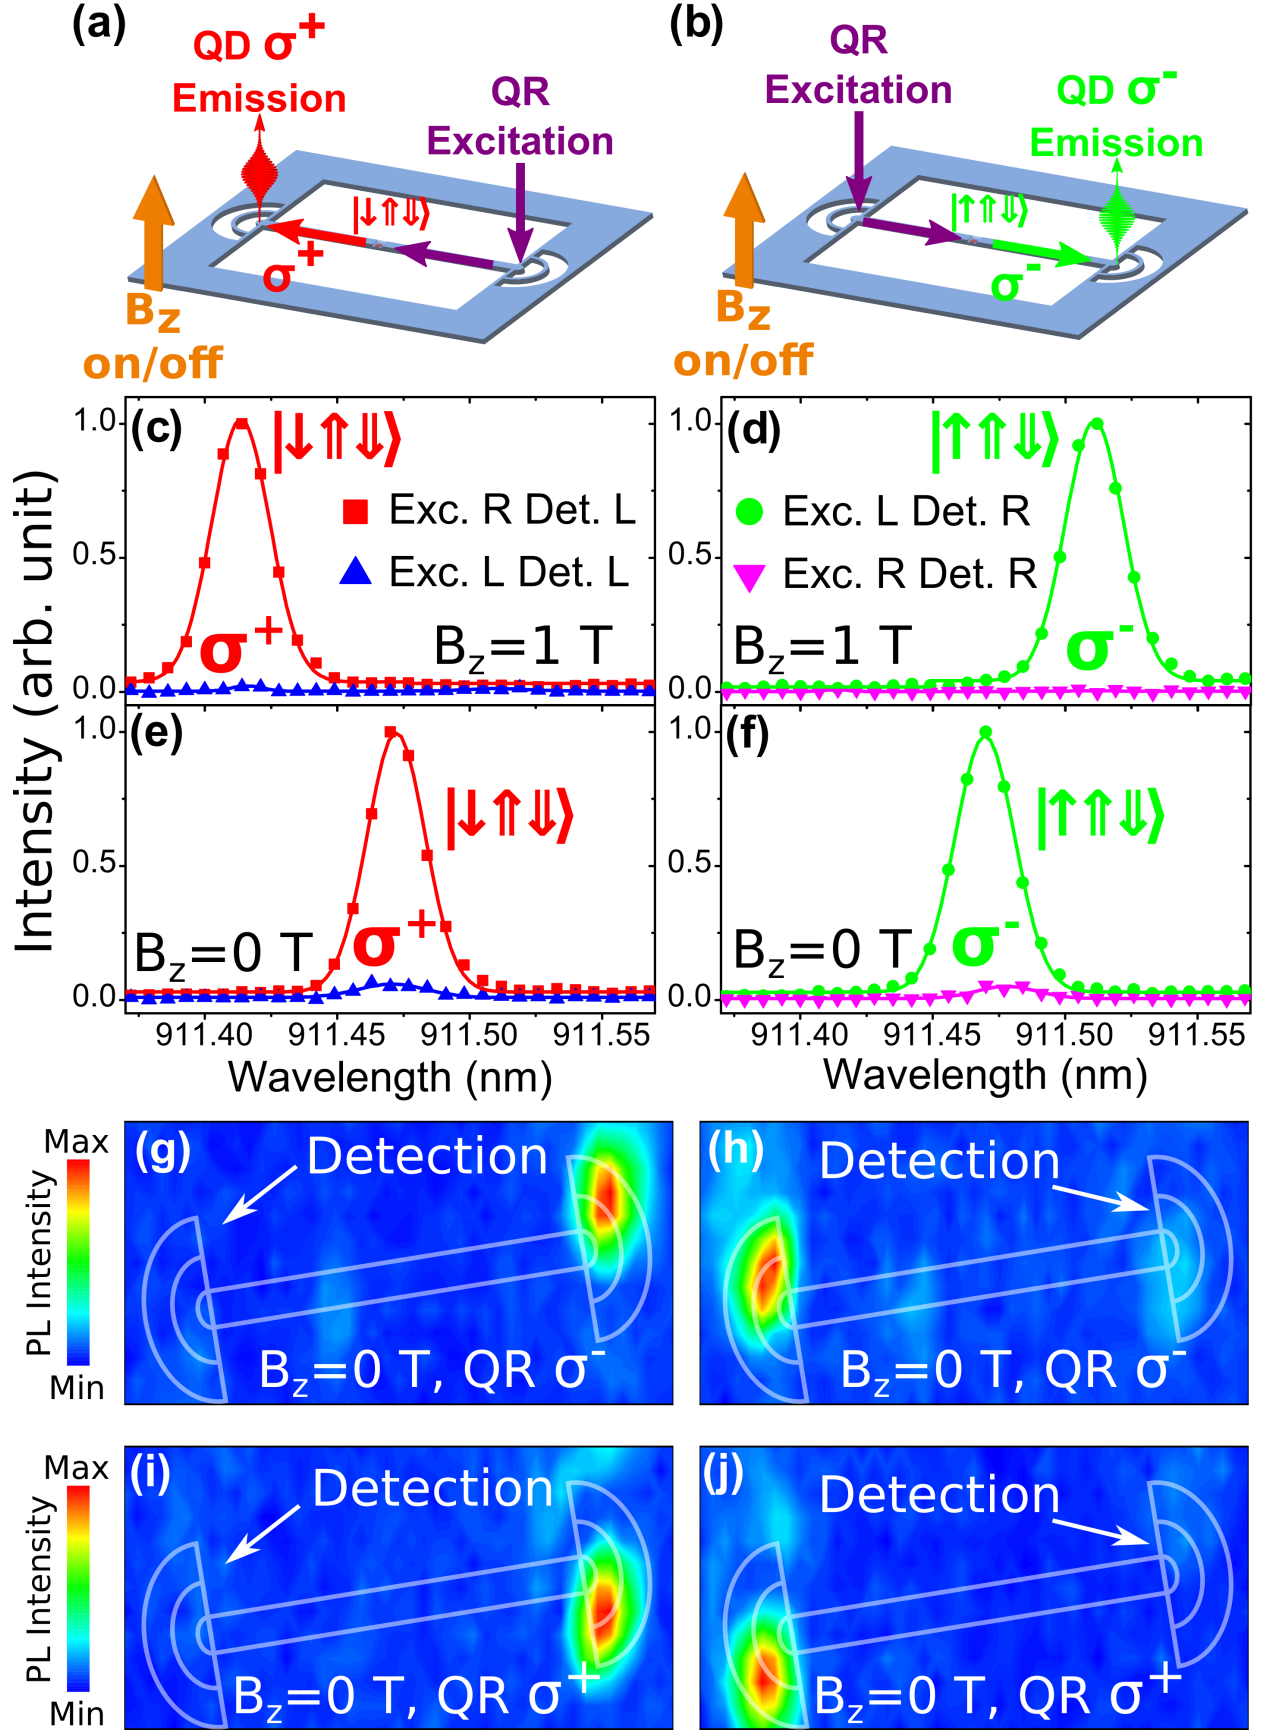 (a)
QD σ+
Emission
QR
Excitation
|↓⇑⇓⟩
σ+
Bz
on/off
(b)
QR
Excitation
QD σ-
Emission
|↑⇑⇓⟩
σ-
Bz
on/off
Intensity (arb. unit)
(c)
|↓⇑⇓⟩
Exc. R Det. L
Exc. L Det. L
σ+
Bz=1 T
1.0
0.5
0.0
(d)
|↑⇑⇓⟩
Exc. L Det. R
Exc. R Det. R
Bz=1 T
σ-
1.0
0.5
0.0
(e)
|↓⇑⇓⟩
Bz=0 T
σ+
1.0
0.5
0.0
911.40 911.45 911.50 911.55
Wavelength (nm)
(f)
|↑⇑⇓⟩
Bz=0 T
σ-
1.0
0.5
0.0
911.40 911.45 911.50 911.55
Wavelength (nm)
Max
PL Intensity
Min
(g)
Detection
Bz=0 T, QR σ-
(h)
Detection
Bz=0 T, QR σ-
Max
PL Intensity
Min
(i)
Detection
Bz=0 T, QR σ+
(j)
Detection
Bz=0 T, QR σ+